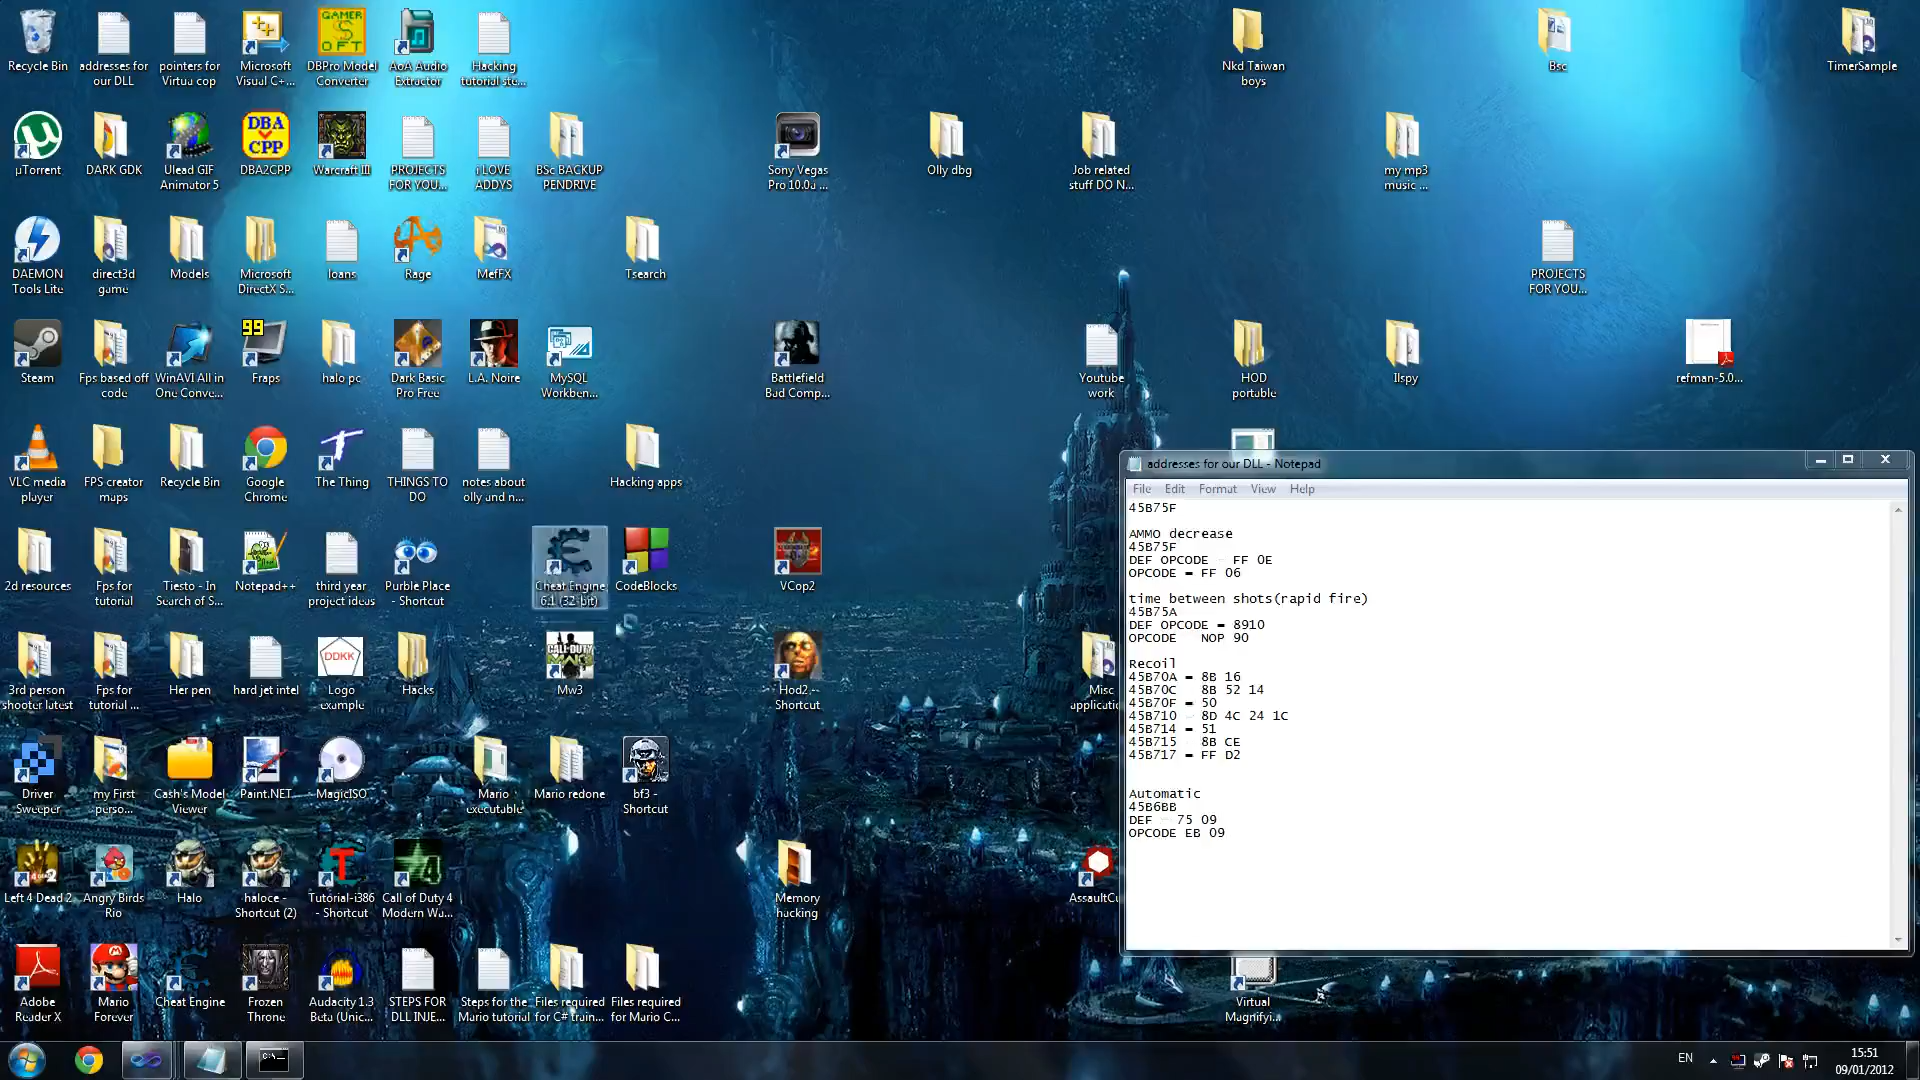 Recycle Bin
addresses for
our DLL
pointers for
Virtua cop
Microsoft
Visual C+...
GAMER
$
OFT
DBPro Model
Converter
AoA Audio
Extractor
Hacking
tutorial ste...
Nkd Taiwan
boys
Bsc
TimerSample
µTorrent
DARK GDK
Ulead GIF
Animator 5
DBA
CPP
DBA2CPP
Warcraft III
PROJECTS
FOR YOU...
i LOVE
ADDYS
BSc BACKUP
PENDRIVE
Sony Vegas
Pro 10.0a ...
Olly dbg
Job related
stuff DO N...
my mp3
music ...
DAEMON
Tools Lite
direct3d
game
Models
Microsoft
DirectX S...
loans
Rage
MefFX
Tsearch
PROJECTS
FOR YOU...
Steam
Fps based off
code
WinAVI All in
One Conve...
99
Fraps
halo pc
Dark Basic
Pro Free
L.A. Noire
MySQL
Workben...
Battlefield
Bad Comp...
Youtube
work
HOD
portable
Ilspy
refman-5.0...
VLC media
player
FPS creator
maps
Recycle Bin
Google
Chrome
The Thing
THINGS TO
DO
notes about
olly and n...
Hacking apps
2d resources
Fps for
tutorial
Tiesto - In
Search of S...
Notepad++
third year
project ideas
Purble Place
- Shortcut
Cheat Engine
6.1 (32-bit)
CodeBlocks
VCop2
3rd person
shooter latest
Fps for
tutorial ...
Her pen
hard jet intel
DDKK
Logo
example
Hacks
CALL OF DUTY
MW3
Mw3
Hod2 -
Shortcut
Misc
applicatio
Driver
Sweeper
my First
perso...
Cash's Model
Viewer
Paint.NET
MagicISO
Mario
executable
Mario redone
bf3 -
Shortcut
Left 4 Dead 2
Angry Birds
Rio
Halo
haloce -
Shortcut (2)
T
Tutorial-i386
- Shortcut
4
Call of Duty 4
Modern Wa...
Memory
hacking
AssaultCu
Adobe
Reader X
Mario
Forever
Cheat Engine
Frozen
Throne
Audacity 1.3
Beta (Unic...
STEPS FOR
DLL INJE...
Steps for the
Mario tutorial
Files required
for C# train...
Files required
for Mario C...
Virtual
Magnifyi...
addresses for our DLL - Notepad
File Edit Format View Help
45B75F
AMMO decrease
45B75F
DEF OPCODE = FF 0E
OPCODE = FF 06
time between shots(rapid fire)
45B75A
DEF OPCODE = 8910
OPCODE = NOP 90
Recoil
45B70A = 8B 16
45B70C = 8B 52 14
45B70F = 50
45B710 = 8D 4C 24 1C
45B714 = 51
45B715 = 8B CE
45B717 = FF D2
Automatic
45B6BB
DEF = 75 09
OPCODE EB 09
EN
15:51
09/01/2012